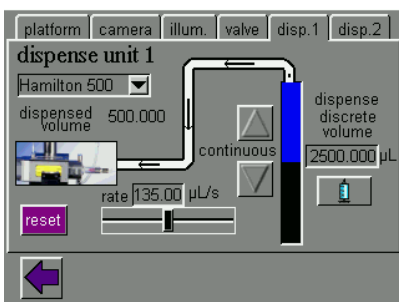 platform camera illum. valve disp.1 disp.2
dispense unit 1
Hamilton 500
dispensed
volume
500.000
continuous
dispense
discrete
volume
2500.000 µL
rate 135.00 µL/s
reset